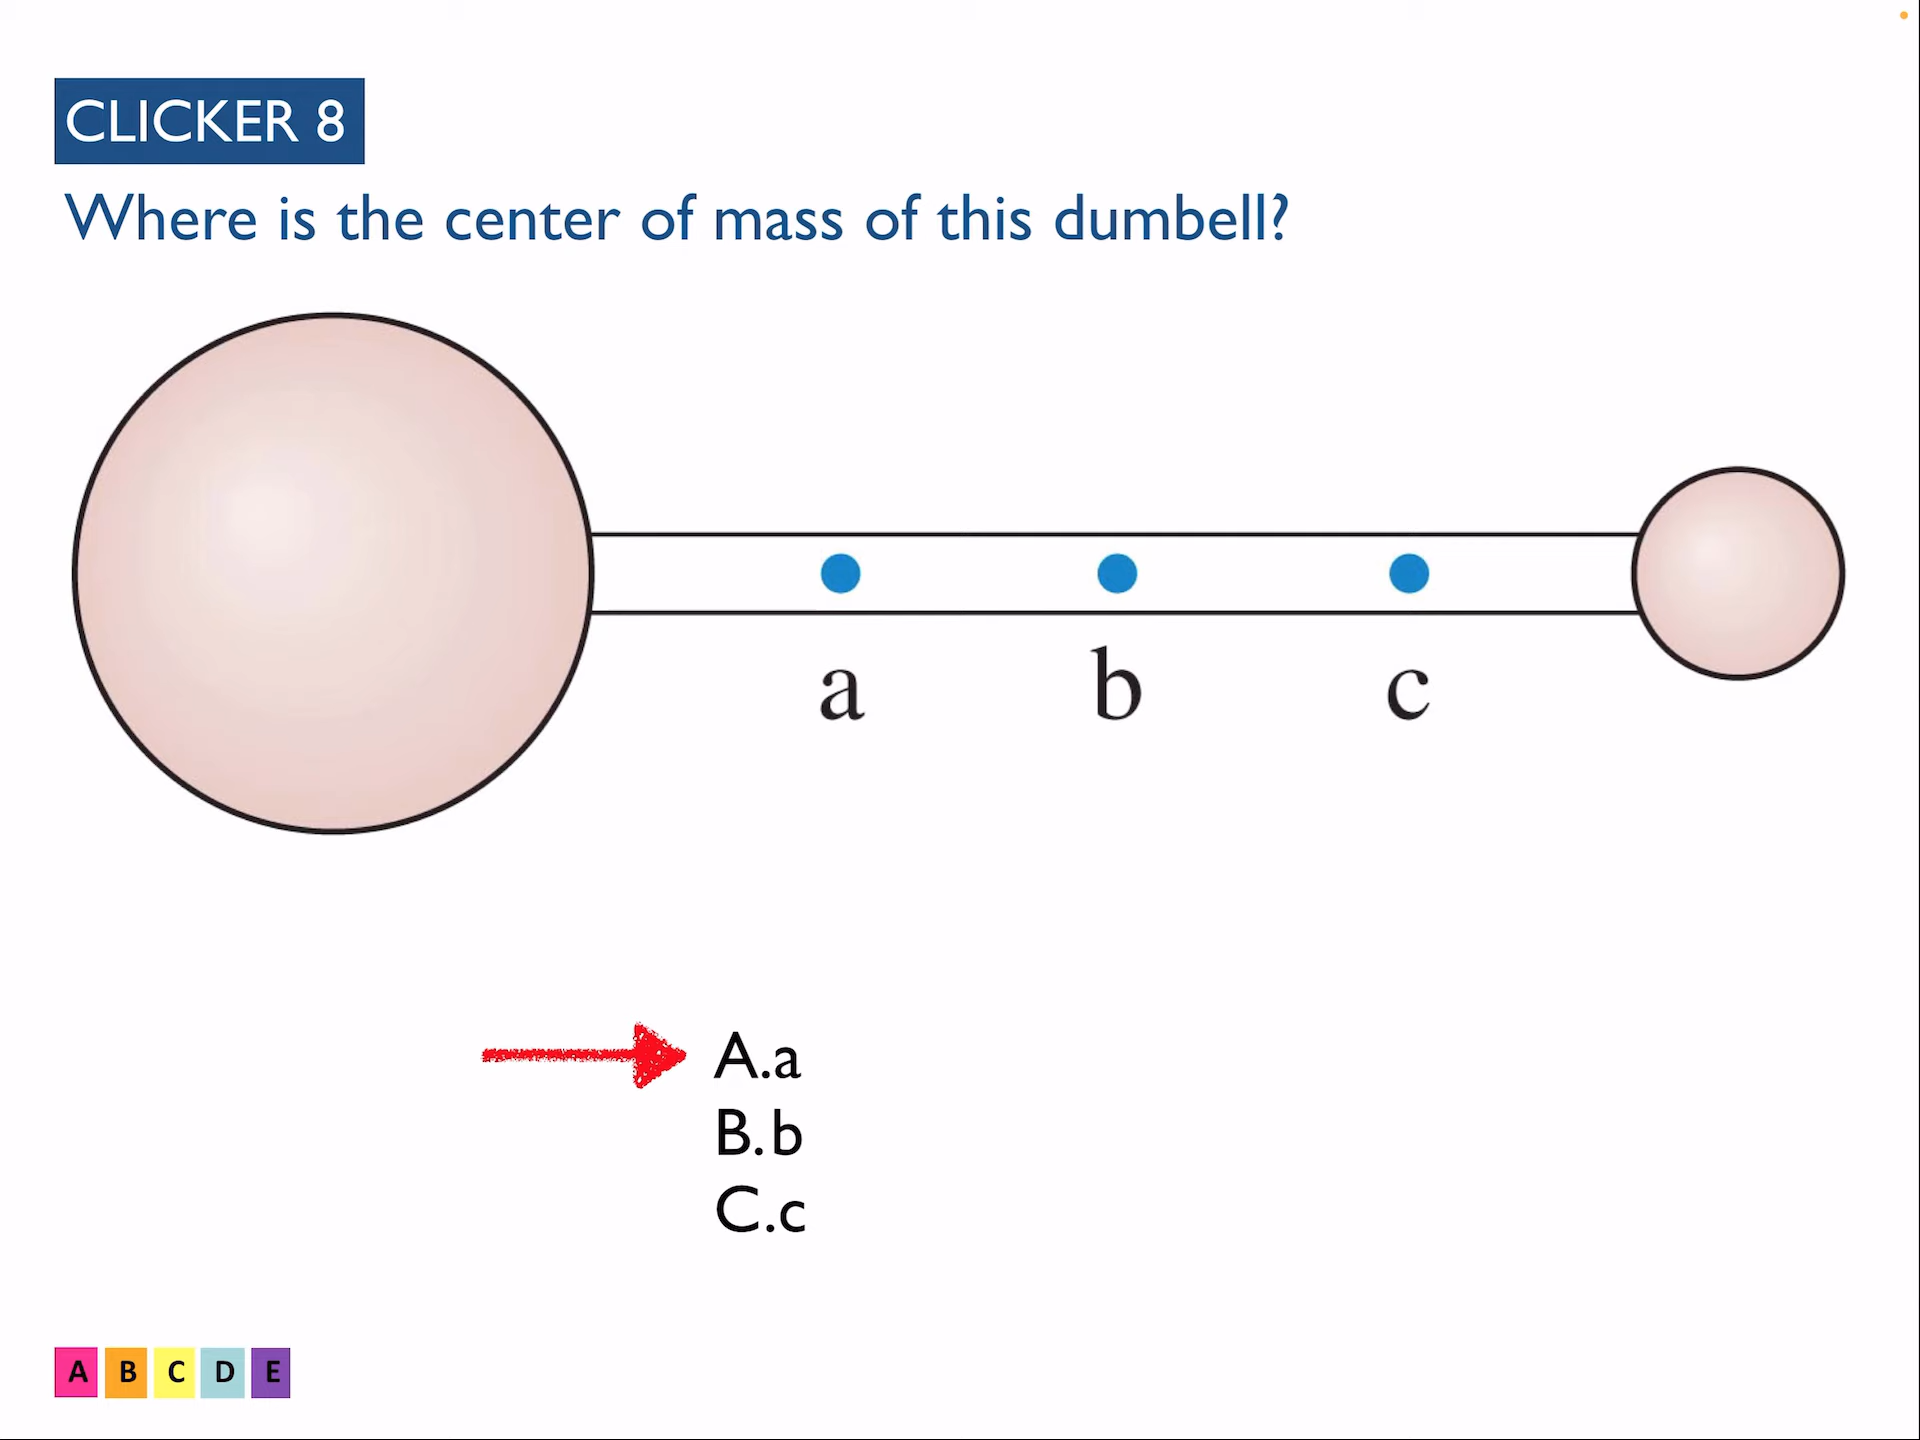 CLICKER 8
Where is the center of mass of this dumbell?
a b c
A.a
B.b
C.c
A B C D E